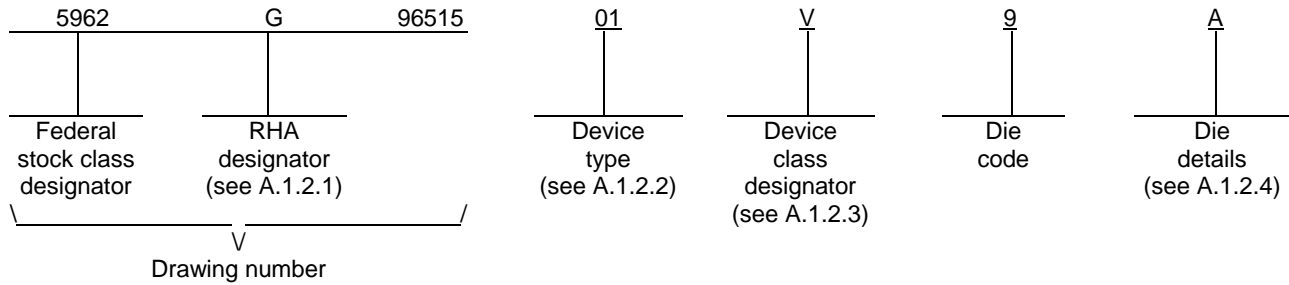 5962 G 96515 01 V 9 A
Federal stock class designator
RHA designator (see A.1.2.1)
Device type (see A.1.2.2)
Device class designator (see A.1.2.3)
Die code
Die details (see A.1.2.4)
Drawing number